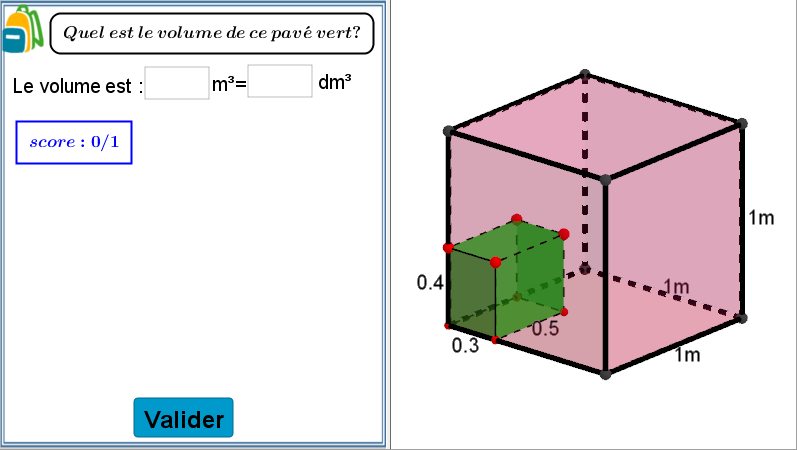 Quel est le volume de ce pavé vert?
Le volume est : m³= dm³
score : 0/1
Valider
1m
0.4
1m
0.5
0.3
1m